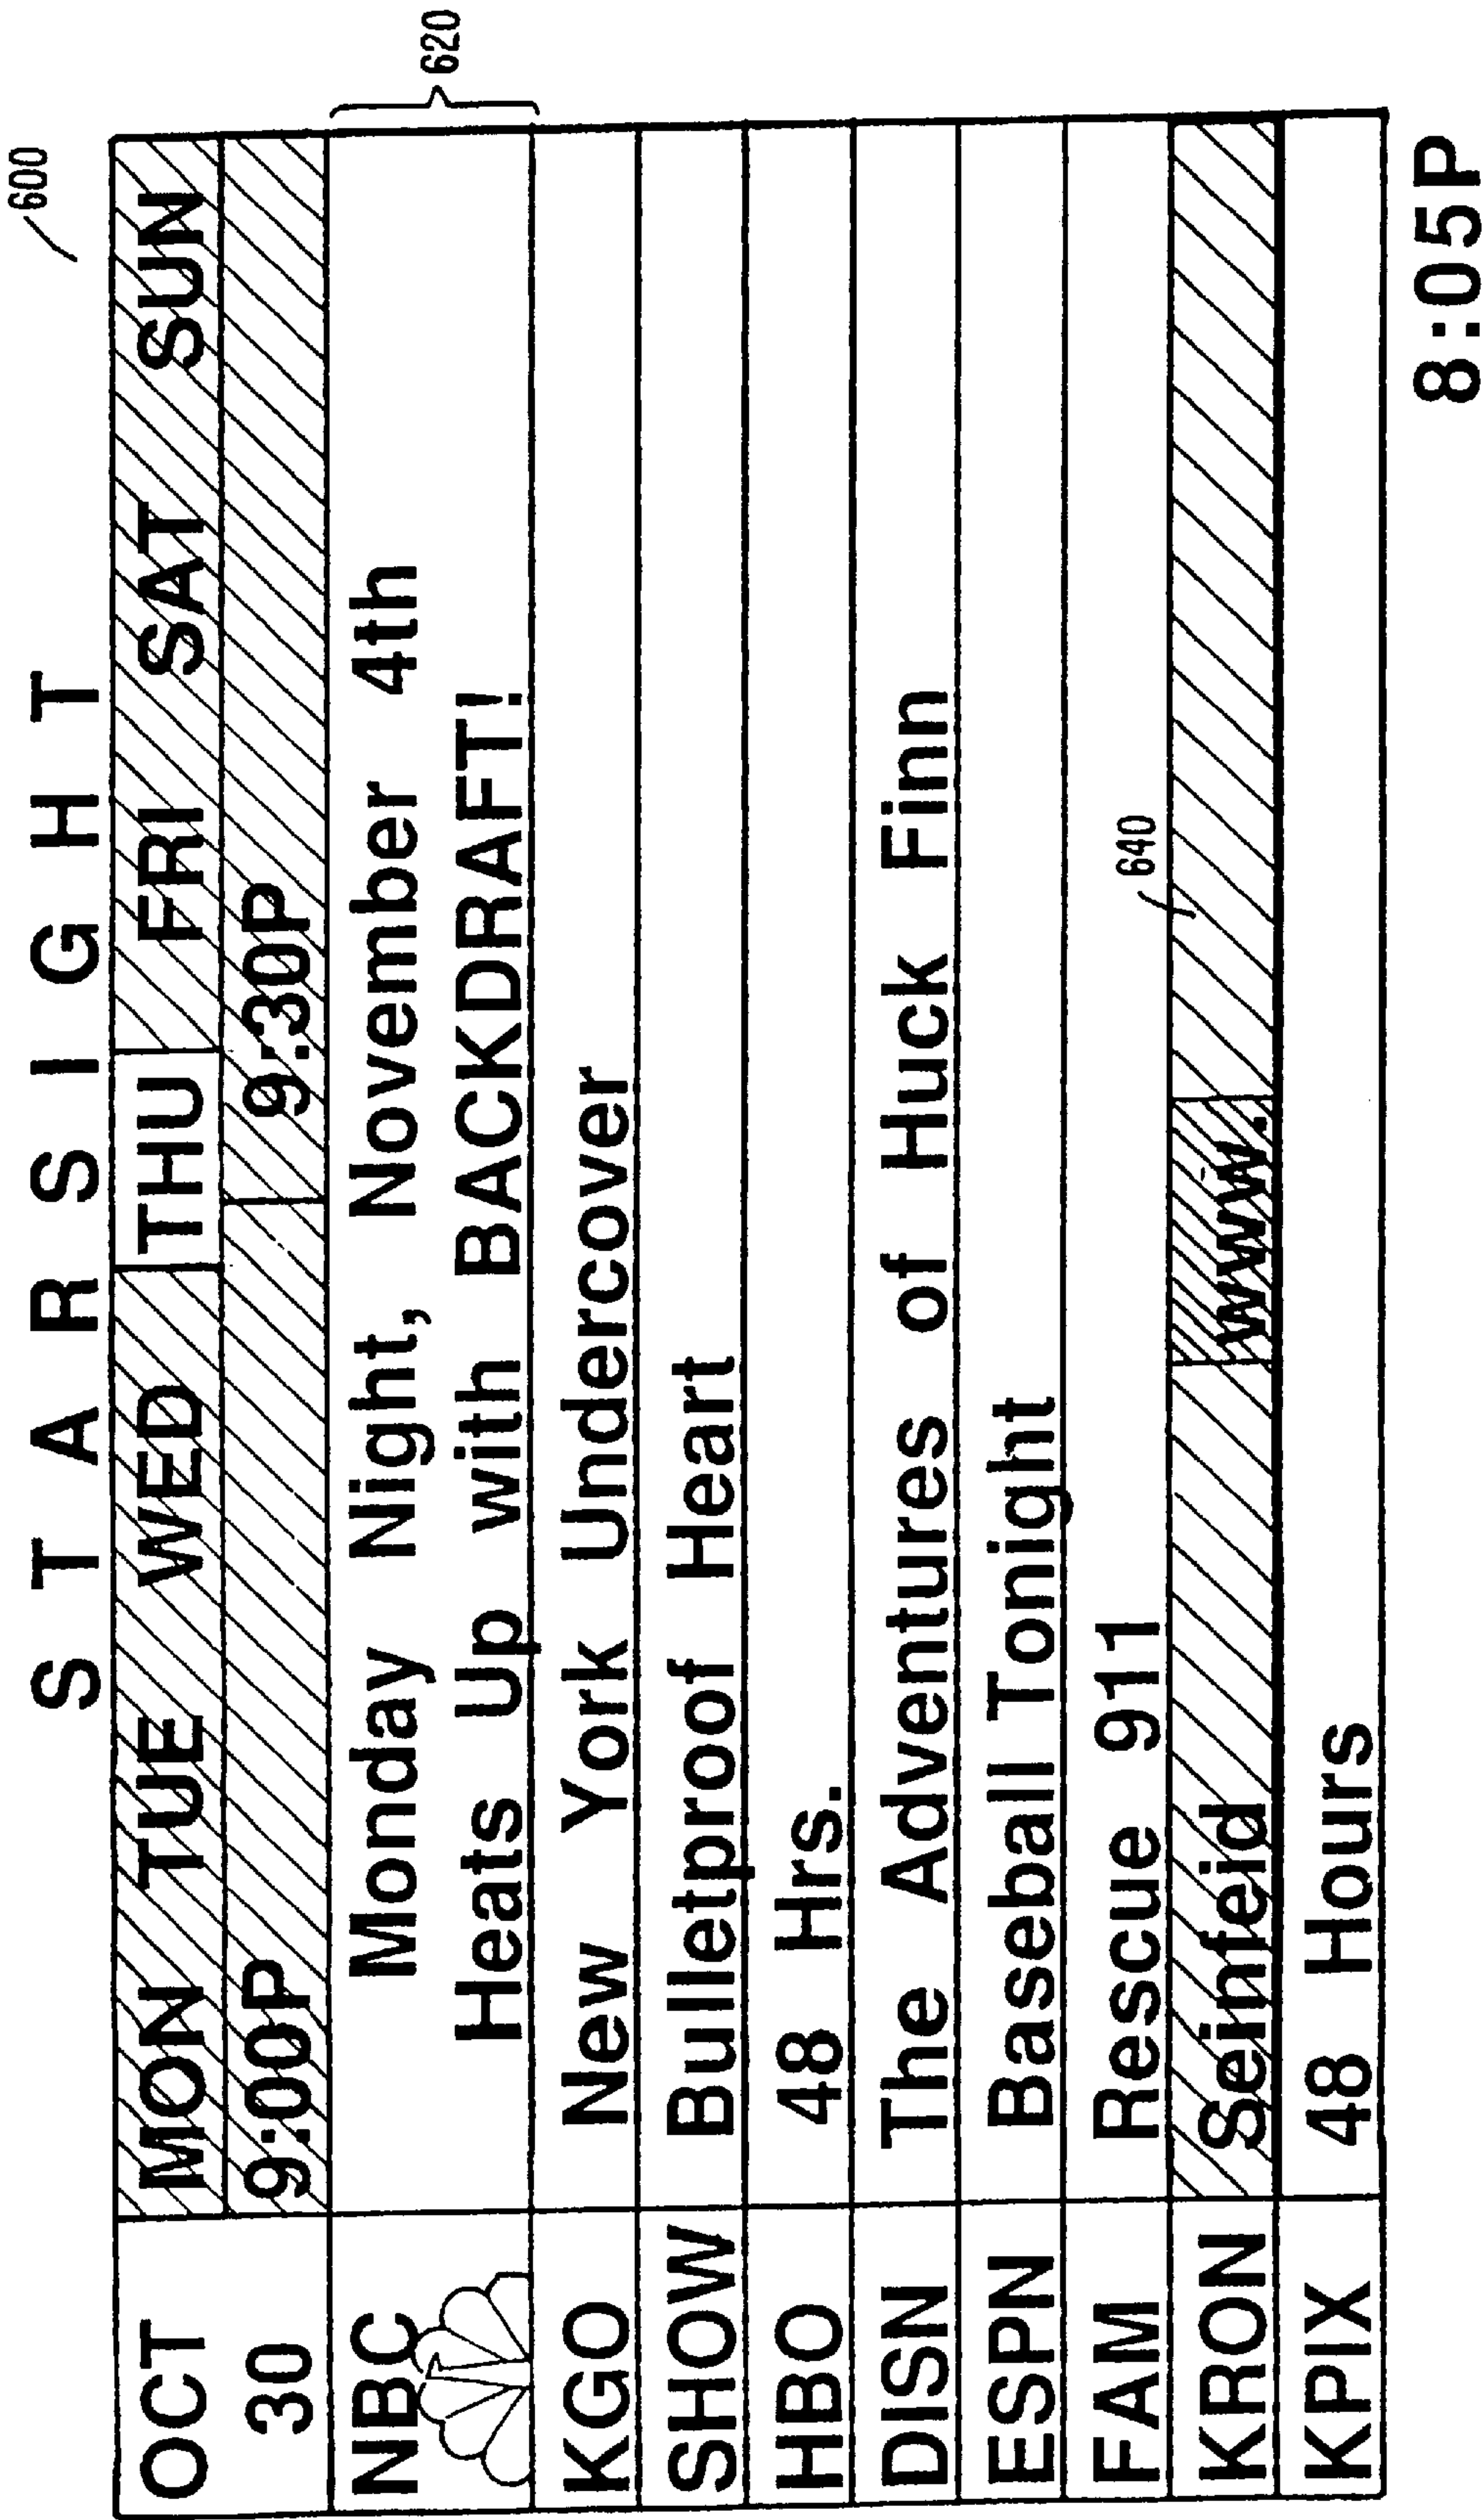 600
STARSIGHT
OCT MON TUE WED THU FRI SAT SUN
30 9:00P 9:30P
NBC Monday Night, November 4th
Heats Up with BACKDRAFT!
620
KGO New York Undercover
SHOW Bulletproof Heart
HBO 48 Hrs.
DISN The Adventures of Huck Finn
ESPN Baseball Tonight
FAM Rescue 911
640
KRON Seinfeld www.
KPIX 48 Hours
8:05P